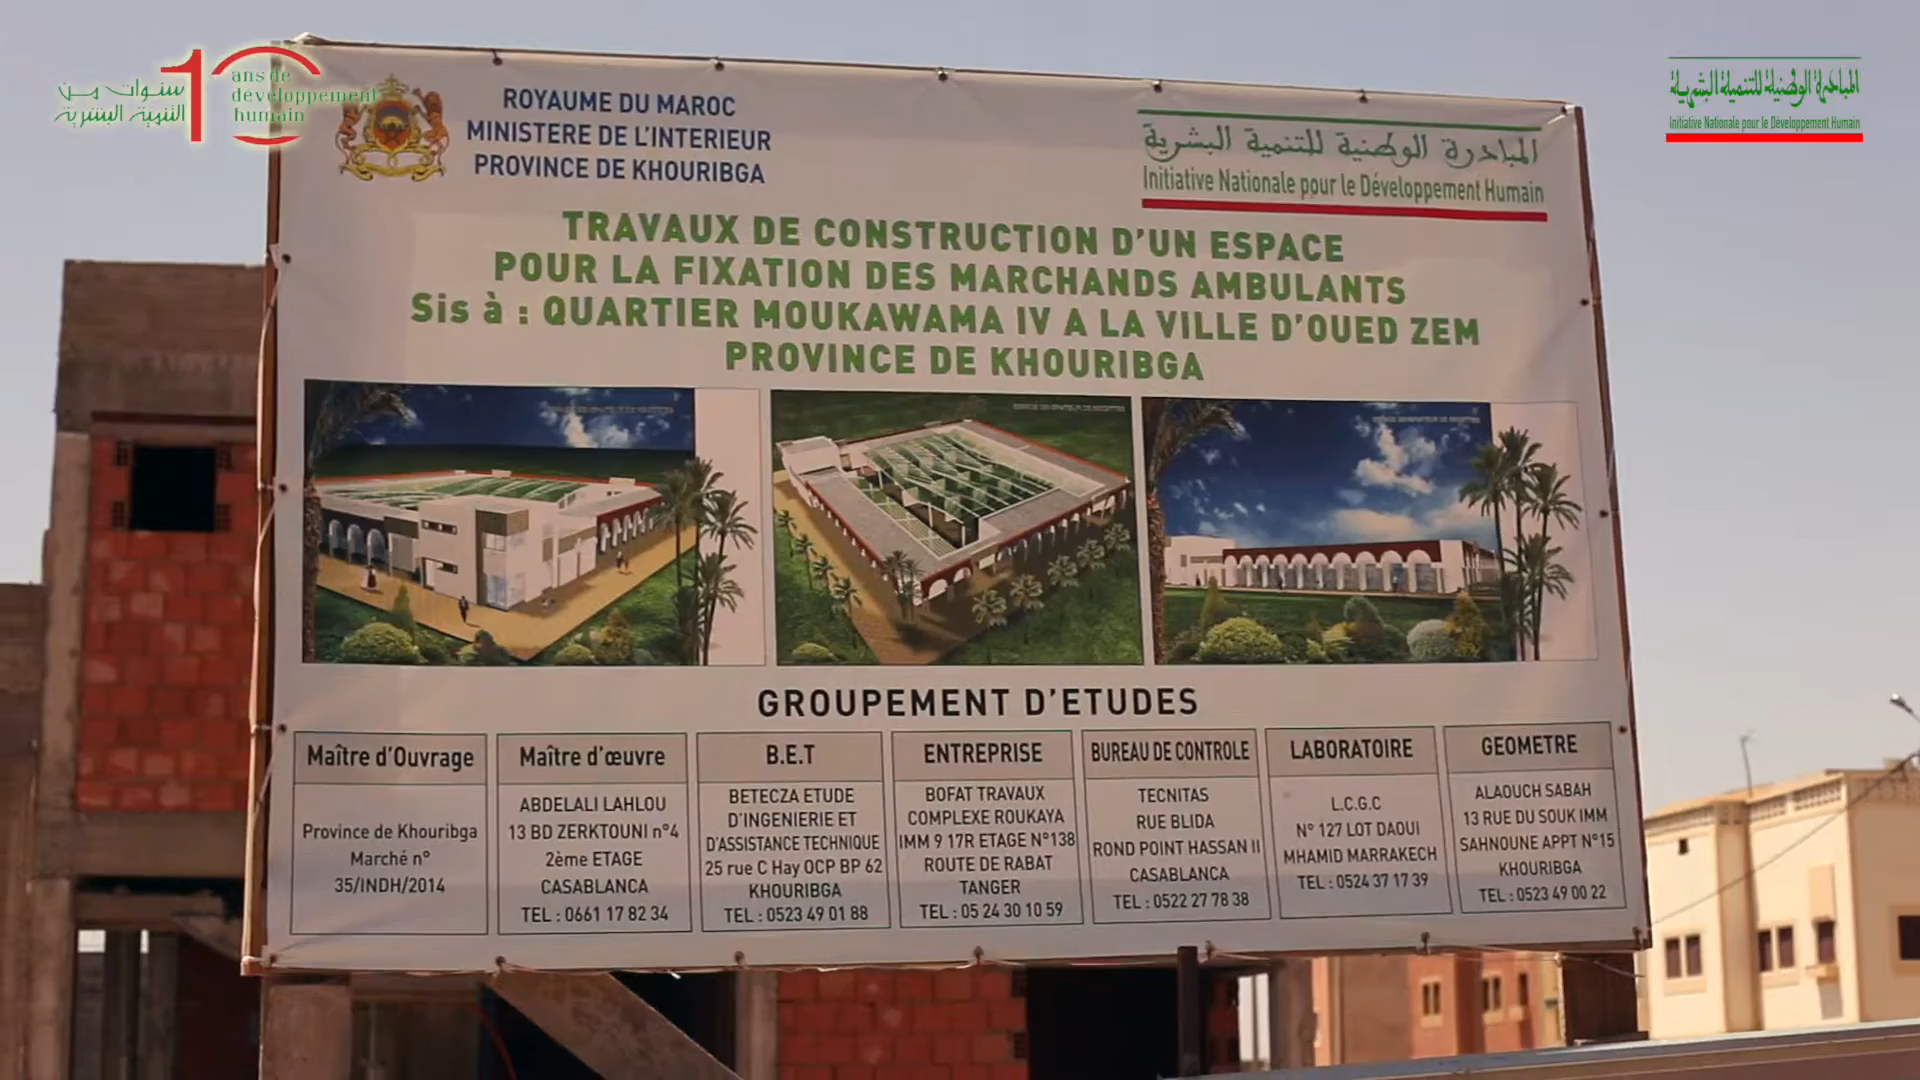 سنوات من
التنمية البشرية
10
ans de
développement
humain
المبادرة الوطنية للتنمية البشرية
Initiative Nationale pour le Développement Humain
ROYAUME DU MAROC
MINISTERE DE L'INTERIEUR
PROVINCE DE KHOURIBGA
المبادرة الوطنية للتنمية البشرية
Initiative Nationale pour le Développement Humain
TRAVAUX DE CONSTRUCTION D'UN ESPACE
POUR LA FIXATION DES MARCHANDS AMBULANTS
Sis à : QUARTIER MOUKAWAMA IV A LA VILLE D'OUED ZEM
PROVINCE DE KHOURIBGA
GROUPEMENT D'ETUDES
Maître d'Ouvrage
Province de Khouribga
Marché n°
35/INDH/2014
Maître d'œuvre
ABDELALI LAHLOU
13 BD ZERKTOUNI n°4
2ème ETAGE
CASABLANCA
TEL : 0661 17 82 34
B.E.T
BETECZA ETUDE
D'INGENIERIE ET
D'ASSISTANCE TECHNIQUE
25 rue C Hay OCP BP 62
KHOURIBGA
TEL : 0523 49 01 88
ENTREPRISE
BOFAT TRAVAUX
COMPLEXE ROUKAYA
IMM 9 17R ETAGE N°138
ROUTE DE RABAT
TANGER
TEL : 05 24 30 10 59
BUREAU DE CONTROLE
TECNITAS
RUE BLIDA
ROND POINT HASSAN II
CASABLANCA
TEL : 0522 27 78 38
LABORATOIRE
L.C.G.C
N° 127 LOT DAOUI
MHAMID MARRAKECH
TEL : 0524 37 17 39
GEOMETRE
ALAOUCH SABAH
13 RUE DU SOUK IMM
SAHNOUNE APPT N°15
KHOURIBGA
TEL : 0523 49 00 22